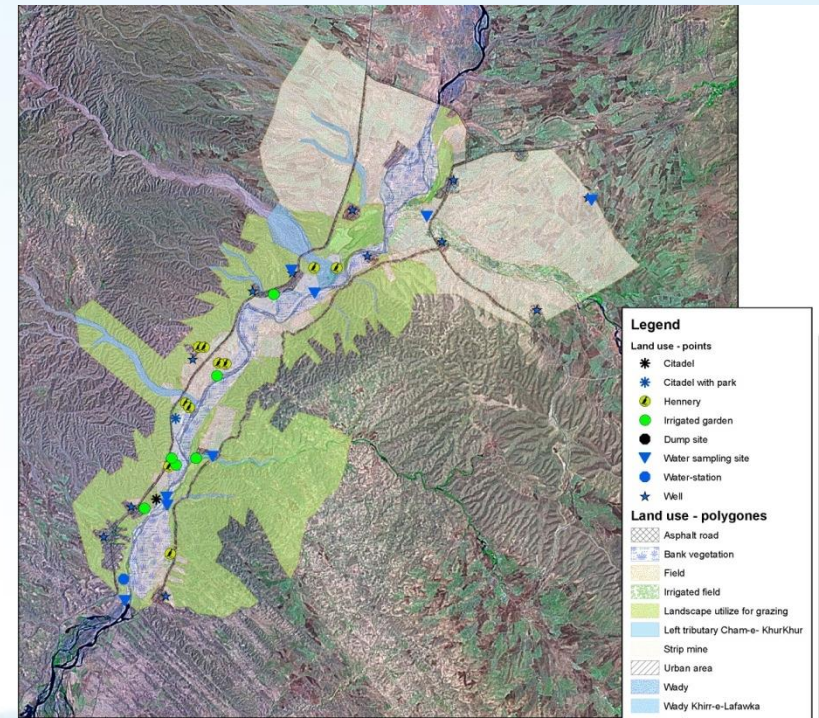 Legend
Land use - points
Citadel
Citadel with park
Hennery
Irrigated garden
Dump site
Water sampling site
Water-station
Well
Land use - polygones
Asphalt road
Bank vegetation
Field
Irrigated field
Landscape utilize for grazing
Left tributary Cham-e- KhurKhur
Strip mine
Urban area
Wady
Wady Khirr-e-Lafawka